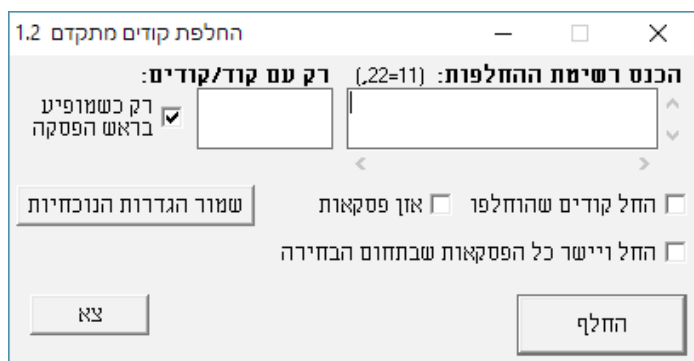 החלפת קודים מתקדם 1.2
הכנס רשימת ההחלפות: (11=22,) רק עם קוד/קודים:
רק כשמופיע
בראש הפסקה
החל קודים שהוחלפו אזן פסקאות שמור הגדרות הנוכחיות
החל ויישר כל הפסקאות שבתחום הבחירה
החלף צא